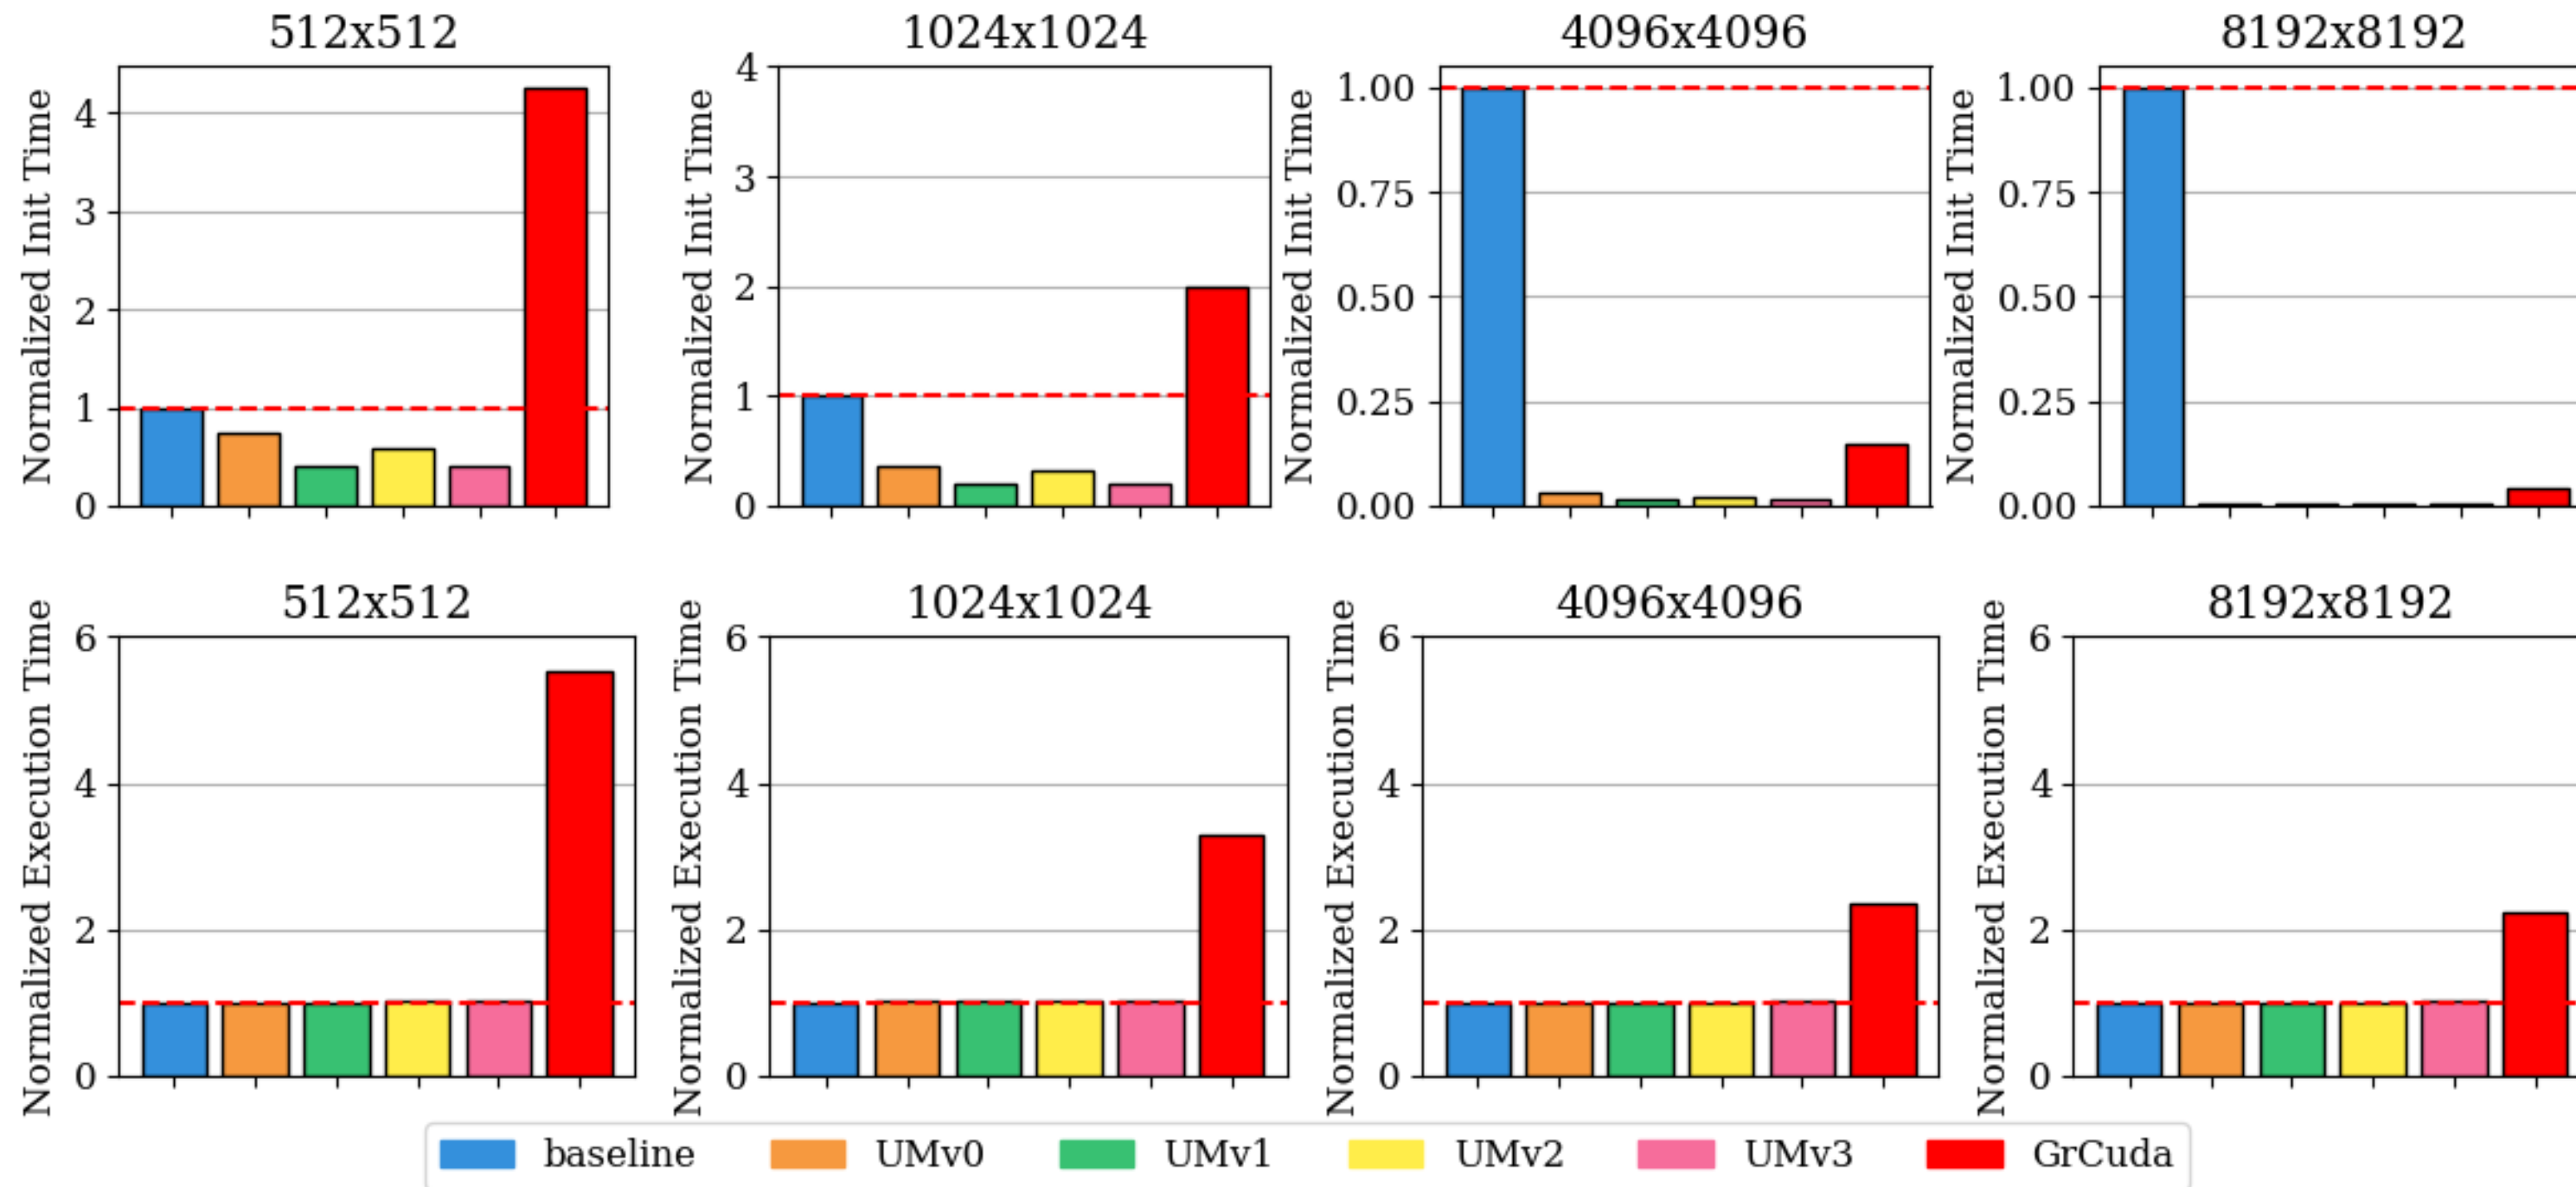 512x512
1024x1024
4096x4096
8192x8192
Normalized Init Time
4
3
2
1
0
Normalized Init Time
4
3
2
1
0
Normalized Init Time
1.00
0.75
0.50
0.25
0.00
Normalized Init Time
1.00
0.75
0.50
0.25
0.00
512x512
1024x1024
4096x4096
8192x8192
Normalized Execution Time
6
4
2
0
Normalized Execution Time
6
4
2
0
Normalized Execution Time
6
4
2
0
Normalized Execution Time
6
4
2
0
baseline UMv0 UMv1 UMv2 UMv3 GrCuda